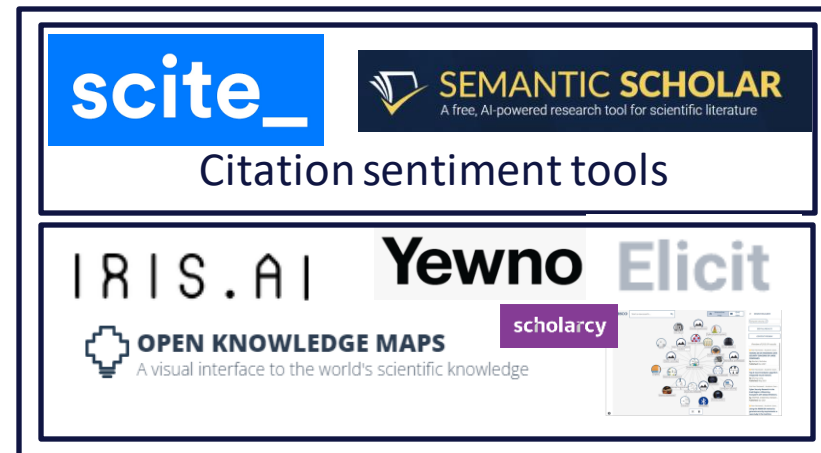 scite_
SEMANTIC SCHOLAR
A free, AI-powered research tool for scientific literature
Citation sentiment tools
IRIS.AI
Yewno
Elicit
scholarcy
OPEN KNOWLEDGE MAPS
A visual interface to the world's scientific knowledge